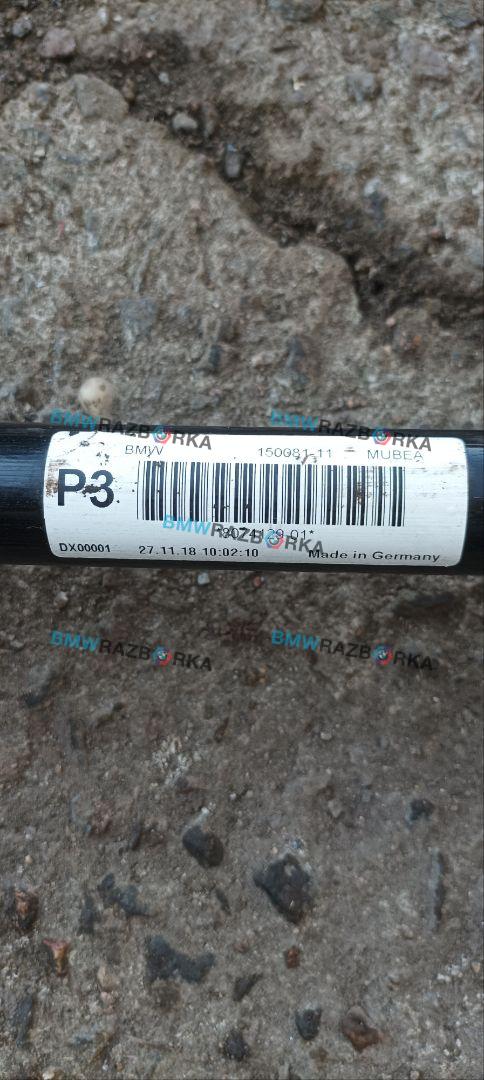 BMWRAZBORKA BMWRAZBORKA
BMW 150081-11 MUBEA
P3
BMWRAZBORKA
DX00001 27.11.18 10:02:10 Made in Germany
BMWRAZBORKA BMWRAZBORKA